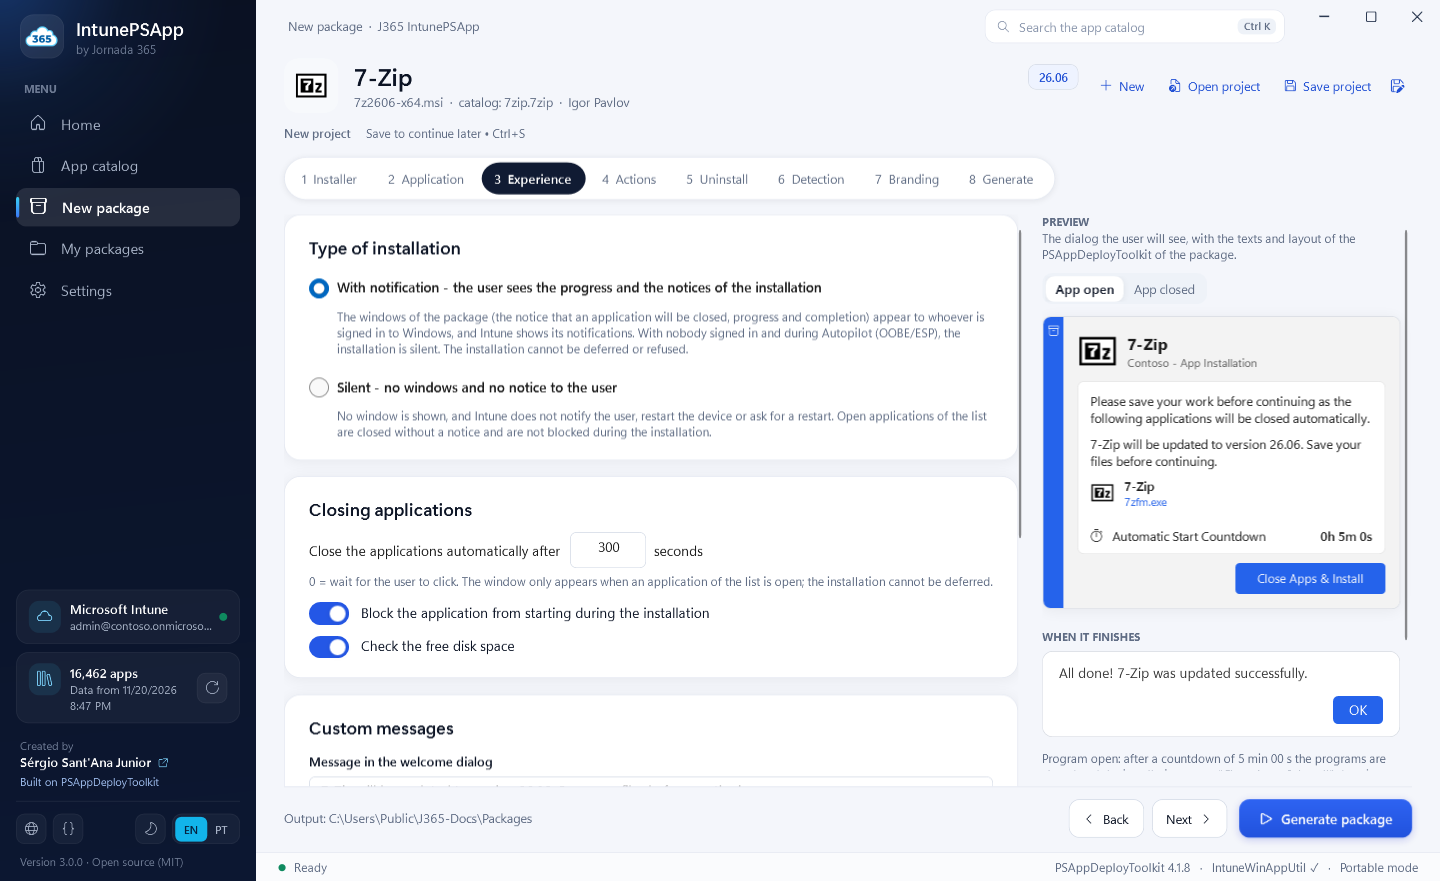 365
IntunePSApp
by Jornada 365
MENU
Home
App catalog
New package
My packages
Settings
Microsoft Intune
admin@contoso.onmicroso...
16,462 apps
Data from 11/20/2026
8:47 PM
Created by
Sérgio Sant'Ana Junior
Built on PSAppDeployToolkit
{}
EN
PT
Version 3.0.0 · Open source (MIT)
New package · J365 IntunePSApp
Search the app catalog
Ctrl K
7z
7-Zip
7z2606-x64.msi · catalog: 7zip.7zip · Igor Pavlov
26.06
New
Open project
Save project
New project Save to continue later • Ctrl+S
1 Installer
2 Application
3 Experience
4 Actions
5 Uninstall
6 Detection
7 Branding
8 Generate
Type of installation
With notification - the user sees the progress and the notices of the installation
The windows of the package (the notice that an application will be closed, progress and completion) appear to whoever is
signed in to Windows, and Intune shows its notifications. With nobody signed in and during Autopilot (OOBE/ESP), the
installation is silent. The installation cannot be deferred or refused.
Silent - no windows and no notice to the user
No window is shown, and Intune does not notify the user, restart the device or ask for a restart. Open applications of the list
are closed without a notice and are not blocked during the installation.
Closing applications
Close the applications automatically after 300 seconds
0 = wait for the user to click. The window only appears when an application of the list is open; the installation cannot be deferred.
Block the application from starting during the installation
Check the free disk space
Custom messages
Message in the welcome dialog
PREVIEW
The dialog the user will see, with the texts and layout of the
PSAppDeployToolkit of the package.
App open
App closed
7z
7-Zip
Contoso - App Installation
Please save your work before continuing as the
following applications will be closed automatically.
7-Zip will be updated to version 26.06. Save your
files before continuing.
7z
7-Zip
7zfm.exe
Automatic Start Countdown
0h 5m 0s
Close Apps & Install
WHEN IT FINISHES
All done! 7-Zip was updated successfully.
OK
Program open: after a countdown of 5 min 00 s the programs are
Output: C:\Users\Public\J365-Docs\Packages
Back
Next
Generate package
Ready
PSAppDeployToolkit 4.1.8 · IntuneWinAppUtil ✓ · Portable mode